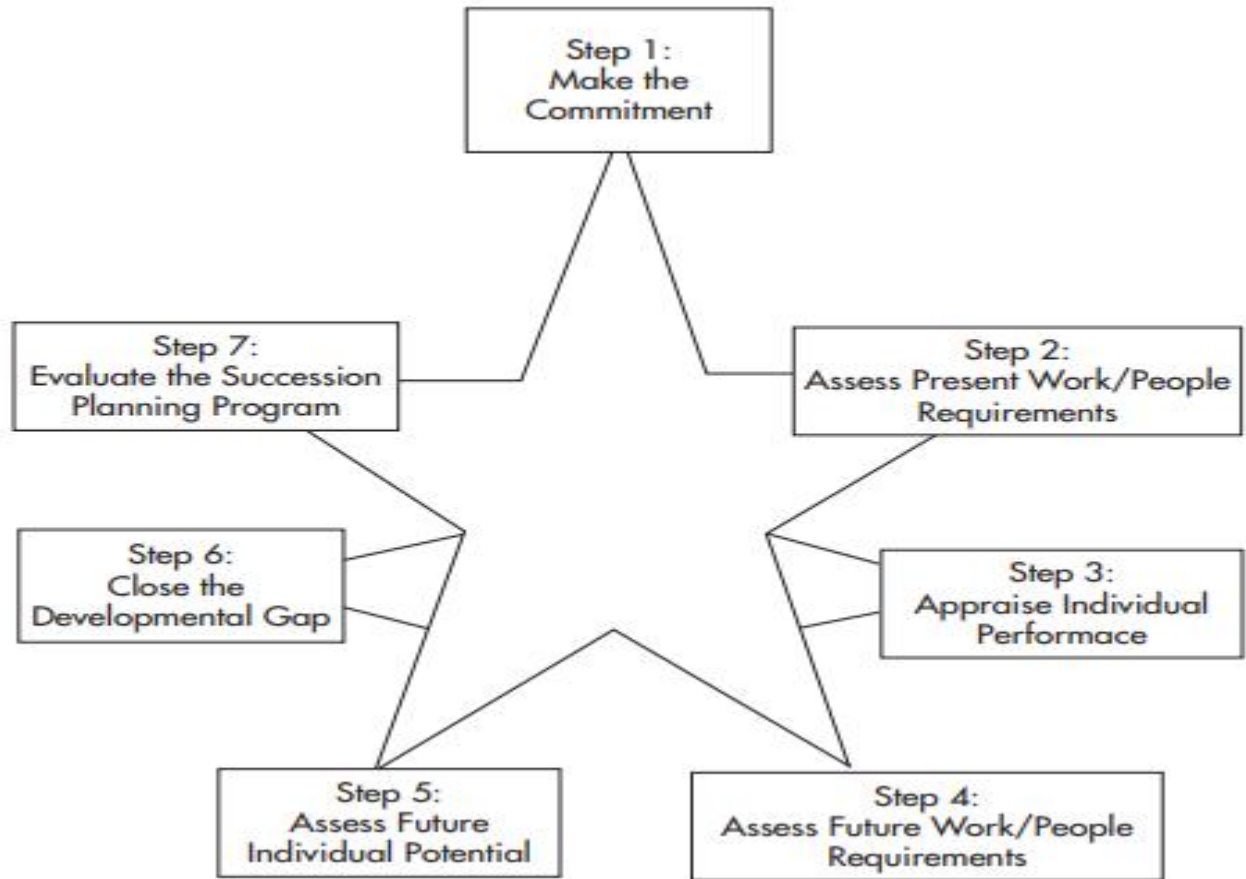 Step 1:
Make the
Commitment
Step 2:
Assess Present Work/People
Requirements
Step 3:
Appraise Individual
Performace
Step 4:
Assess Future Work/People
Requirements
Step 5:
Assess Future
Individual Potential
Step 6:
Close the
Developmental Gap
Step 7:
Evaluate the Succession
Planning Program